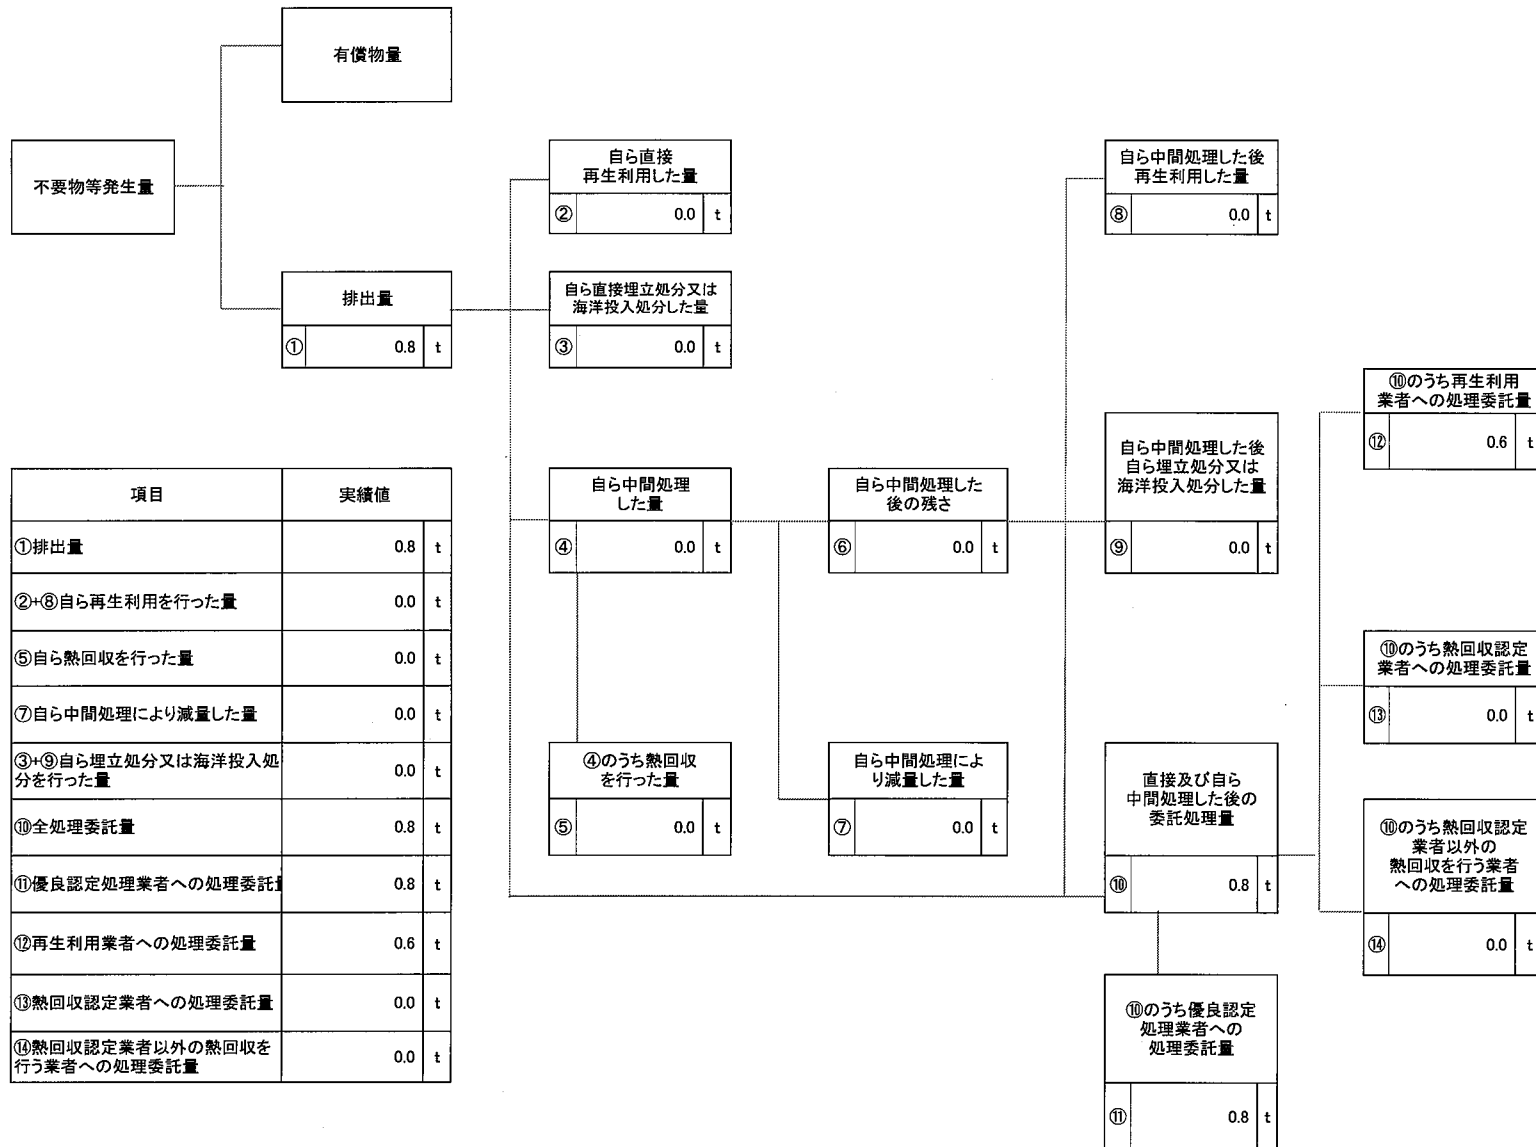 有償物量
不要物等発生量
排出量
① 0.8 t
自ら直接
再生利用した量
② 0.0 t
自ら直接埋立処分又は
海洋投入処分した量
③ 0.0 t
自ら中間処理
した量
④ 0.0 t
④のうち熱回収
を行った量
⑤ 0.0 t
自ら中間処理した
後の残さ
⑥ 0.0 t
自ら中間処理によ
り減量した量
⑦ 0.0 t
自ら中間処理した後
再生利用した量
⑧ 0.0 t
自ら中間処理した後
自ら埋立処分又は
海洋投入処分した量
⑨ 0.0 t
直接及び自ら
中間処理した後の
委託処理量
⑩ 0.8 t
⑩のうち優良認定
処理業者への
処理委託量
⑪ 0.8 t
⑩のうち再生利用
業者への処理委託量
⑫ 0.6 t
⑩のうち熱回収認定
業者への処理委託量
⑬ 0.0 t
⑩のうち熱回収認定
業者以外の
熱回収を行う業者
への処理委託量
⑭ 0.0 t
項目 実績値
①排出量 0.8 t
②+⑧自ら再生利用を行った量 0.0 t
⑤自ら熱回収を行った量 0.0 t
⑦自ら中間処理により減量した量 0.0 t
③+⑨自ら埋立処分又は海洋投入処
分を行った量 0.0 t
⑩全処理委託量 0.8 t
⑪優良認定処理業者への処理委託 0.8 t
⑫再生利用業者への処理委託量 0.6 t
⑬熱回収認定業者への処理委託量 0.0 t
⑭熱回収認定業者以外の熱回収を
行う業者への処理委託量 0.0 t